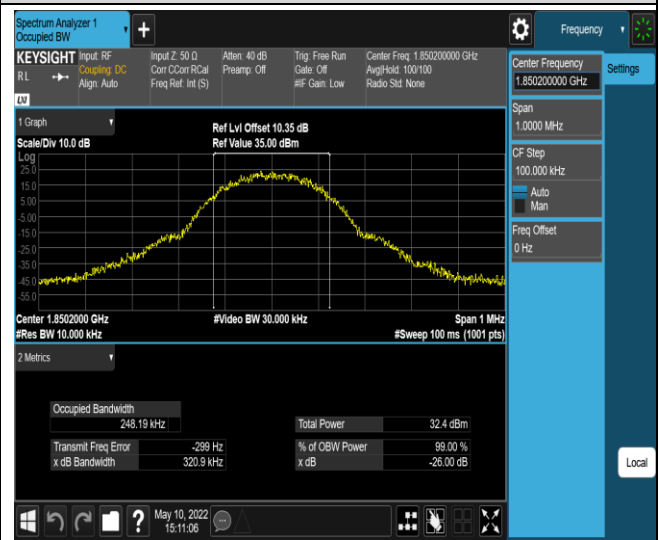 Spectrum Analyzer 1
Occupied BW
+
Frequency
KEYSIGHT
Input: RF
Coupling: DC
Align: Auto
Input Z: 50 Ω
Corr CCorr RCal
Freq Ref: Int (S)
Atten: 40 dB
Preamp: Off
Trig: Free Run
Gate: Off
#IF Gain: Low
Center Freq: 1.850200000 GHz
Avg|Hold: 100/100
Radio Std: None
RL
LXI
Center Frequency
1.850200000 GHz
Settings
Span
1.0000 MHz
CF Step
100.000 kHz
Auto
Man
Freq Offset
0 Hz
1 Graph
Scale/Div 10.0 dB
Ref Lvl Offset 10.35 dB
Ref Value 35.00 dBm
Log
25.0
15.0
5.00
-5.00
-15.0
-25.0
-35.0
-45.0
-55.0
Center 1.8502000 GHz
#Res BW 10.000 kHz
#Video BW 30.000 kHz
Span 1 MHz
#Sweep 100 ms (1001 pts)
2 Metrics
Occupied Bandwidth
248.19 kHz
Total Power 32.4 dBm
Transmit Freq Error -299 Hz
% of OBW Power 99.00 %
x dB Bandwidth 320.9 kHz
x dB -26.00 dB
Local
?
May 10, 2022
15:11:06